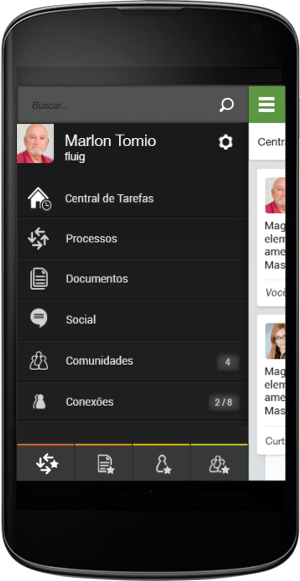 Buscar...
Marlon Tomio
fluig
Central de Tarefas
Processos
Documentos
Social
Comunidades
4
Conexões
2 / 8
Centr
Mag
elem
ame
Mas
Você
Mag
elem
ame
Mas
Curt